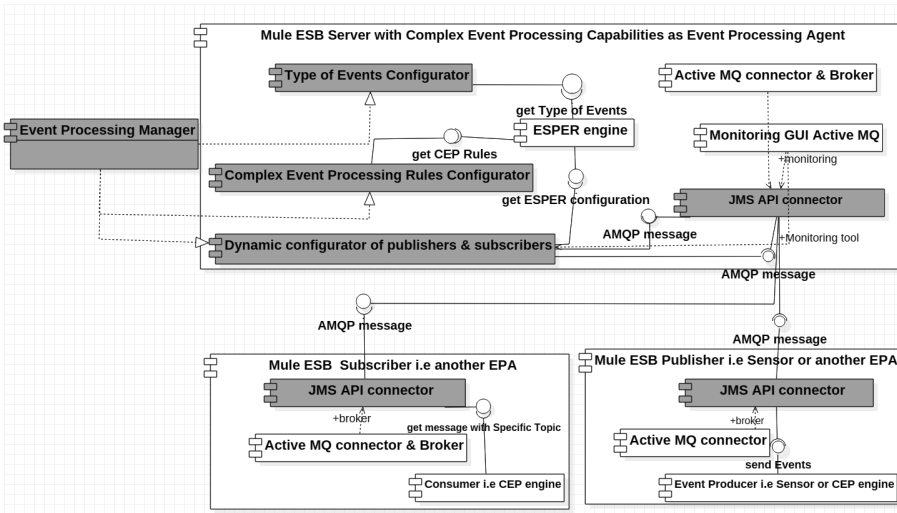 Mule ESB Server with Complex Event Processing Capabilities as Event Processing Agent
Type of Events Configurator
Active MQ connector & Broker
get Type of Events
Event Processing Manager
ESPER engine
Monitoring GUI Active MQ
get CEP Rules
+monitoring
Complex Event Processing Rules Configurator
get ESPER configuration
JMS API connector
AMQP message
+Monitoring tool
Dynamic configurator of publishers & subscribers
AMQP message
AMQP message
AMQP message
Mule ESB  Subscriber i.e another EPA
Mule ESB Publisher i.e Sensor or another EPA
JMS API connector
JMS API connector
+broker
+broker
get message with Specific Topic
Active MQ connector & Broker
Active MQ connector
send Events
Consumer i.e CEP engine
Event Producer i.e Sensor or CEP engine